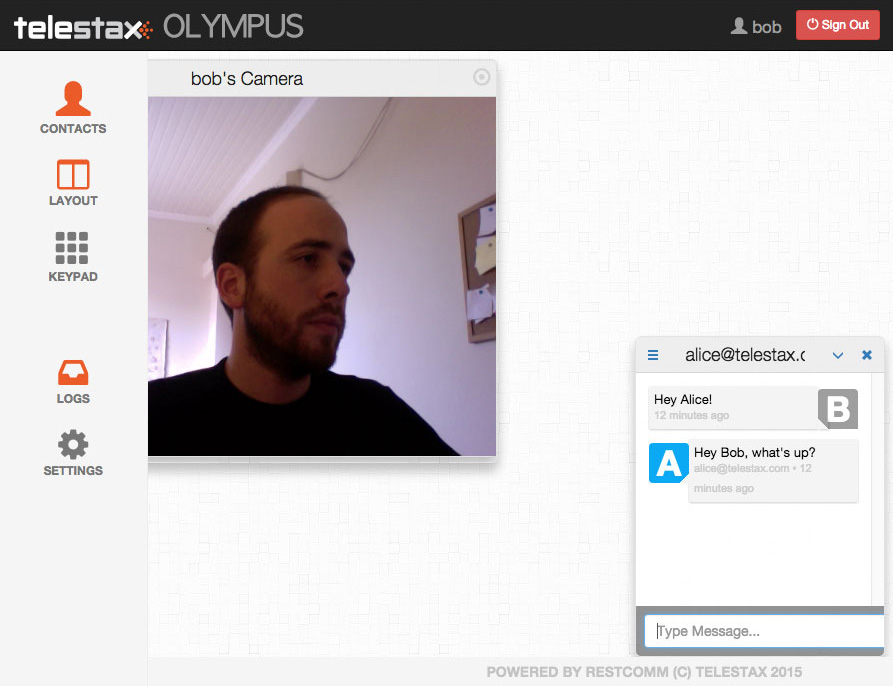 telestax OLYMPUS
bob
Sign Out
CONTACTS
LAYOUT
KEYPAD
LOGS
SETTINGS
bob's Camera
alice@telestax.c
Hey Alice!
12 minutes ago
B
A
Hey Bob, what's up?
alice@telestax.com • 12
minutes ago
Type Message...
POWERED BY RESTCOMM (C) TELESTAX 2015